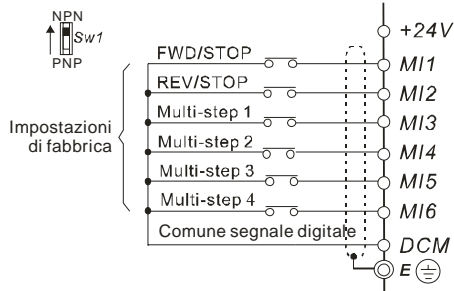 NPN
Sw1
PNP
+24V
FWD/STOP
MI1
REV/STOP
MI2
Multi-step 1
MI3
Impostazioni
di fabbrica
Multi-step 2
MI4
Multi-step 3
MI5
Multi-step 4
MI6
Comune segnale digitale
DCM
E